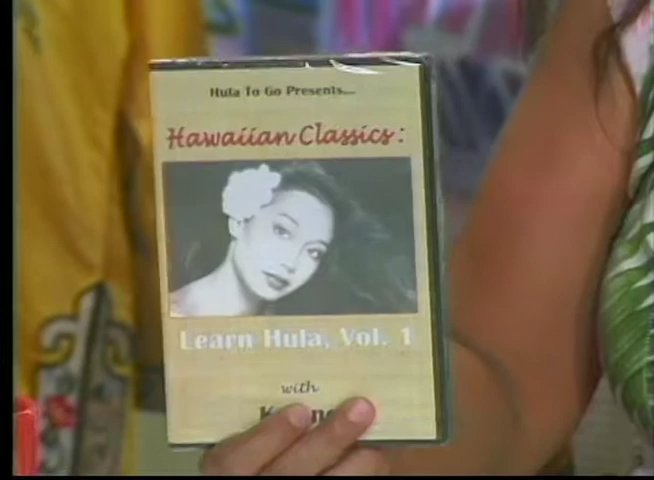 Hula To Go Presents...
Hawaiian Classics:
Learn Hula, Vol. 1
with